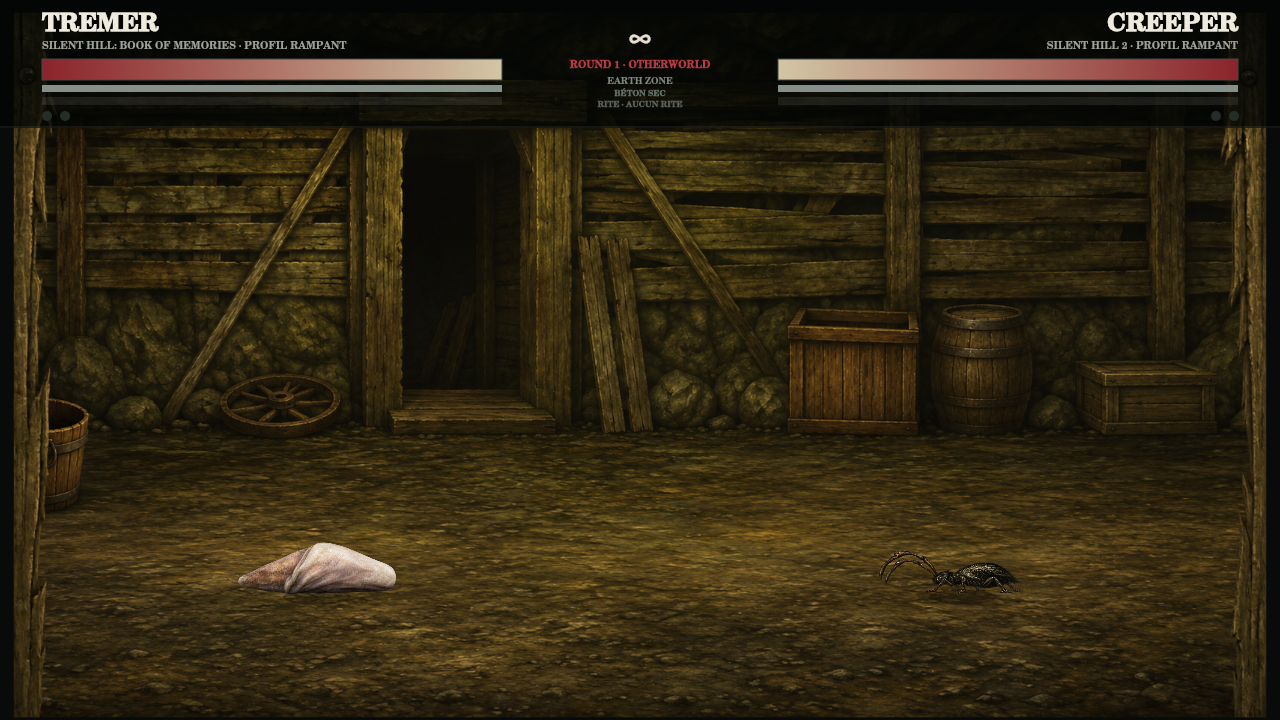 TREMER
SILENT HILL: BOOK OF MEMORIES · PROFIL RAMPANT
∞
ROUND 1 · OTHERWORLD
EARTH ZONE
BÉTON SEC
RITE · AUCUN RITE
CREEPER
SILENT HILL 2 · PROFIL RAMPANT